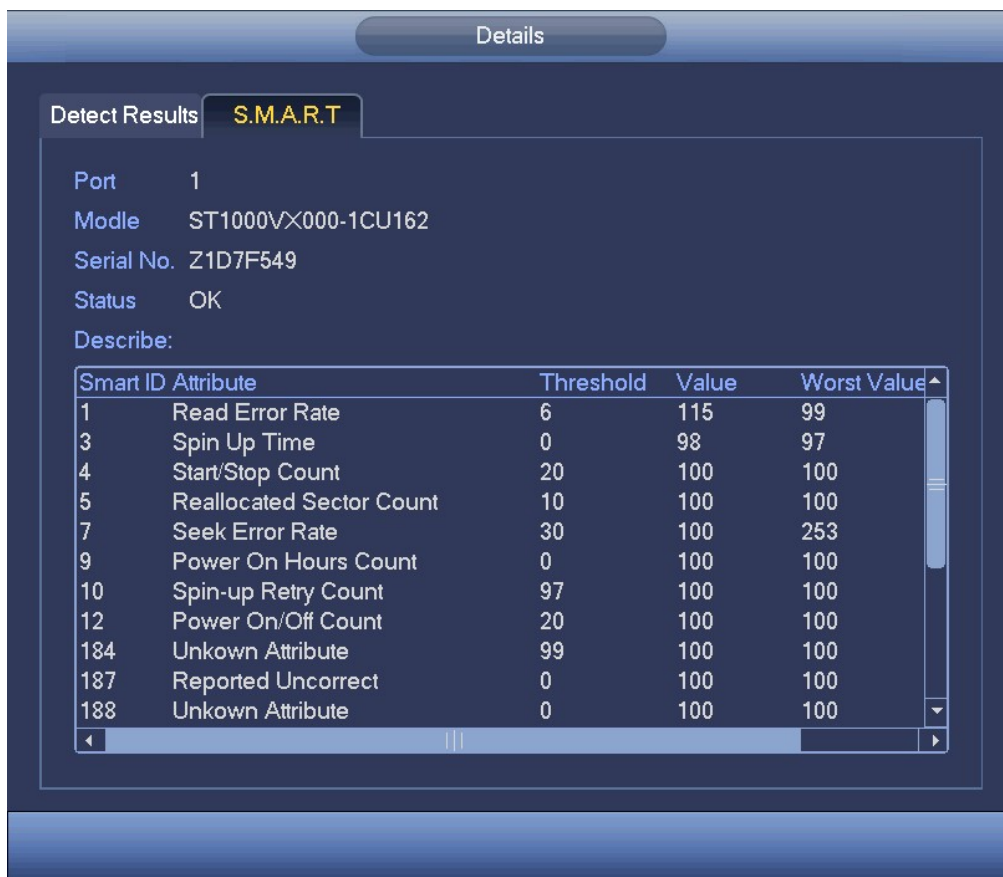 Details
Detect Results S.M.A.R.T
Port 1
Modle ST1000VX000-1CU162
Serial No. Z1D7F549
Status OK
Describe:
Smart ID Attribute Threshold Value Worst Value
1 Read Error Rate 6 115 99
3 Spin Up Time 0 98 97
4 Start/Stop Count 20 100 100
5 Reallocated Sector Count 10 100 100
7 Seek Error Rate 30 100 253
9 Power On Hours Count 0 100 100
10 Spin-up Retry Count 97 100 100
12 Power On/Off Count 20 100 100
184 Unkown Attribute 99 100 100
187 Reported Uncorrect 0 100 100
188 Unkown Attribute 0 100 100